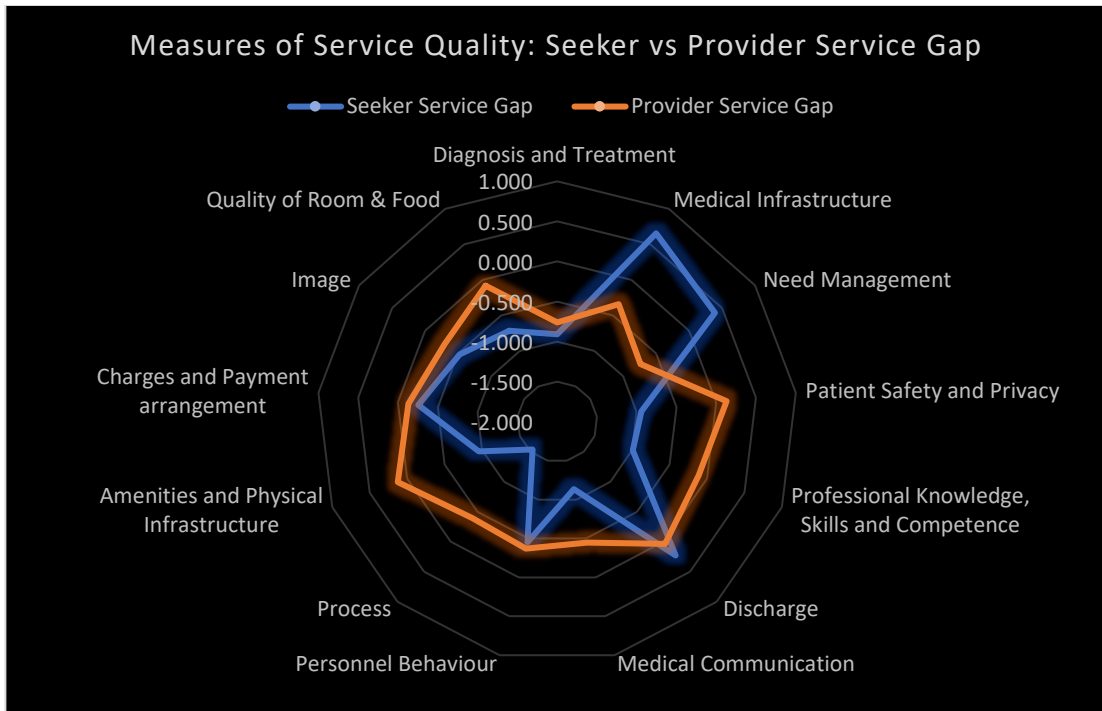 Measures of Service Quality: Seeker vs Provider Service Gap
Seeker Service Gap
Provider Service Gap
Diagnosis and Treatment
Medical Infrastructure
Need Management
Patient Safety and Privacy
Professional Knowledge,
Skills and Competence
Discharge
Medical Communication
Personnel Behaviour
Process
Amenities and Physical
Infrastructure
Charges and Payment
arrangement
Image
Quality of Room & Food
1.000
0.500
0.000
-0.500
-1.000
-1.500
-2.000